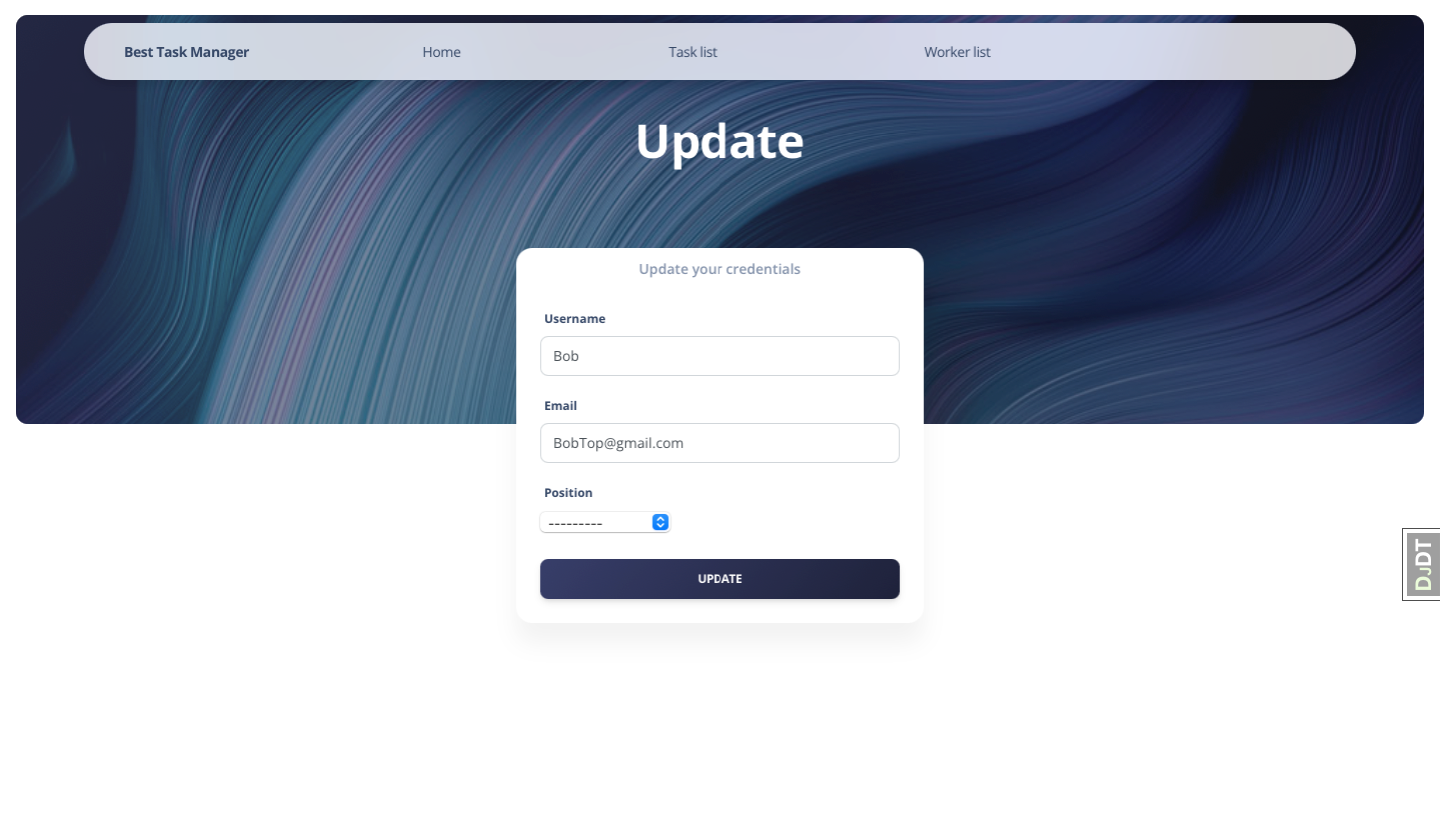 Best Task Manager Home Task list Worker list
Update
Update your credentials
Username
Bob
Email
BobTop@gmail.com
Position
---------
UPDATE
DJDT